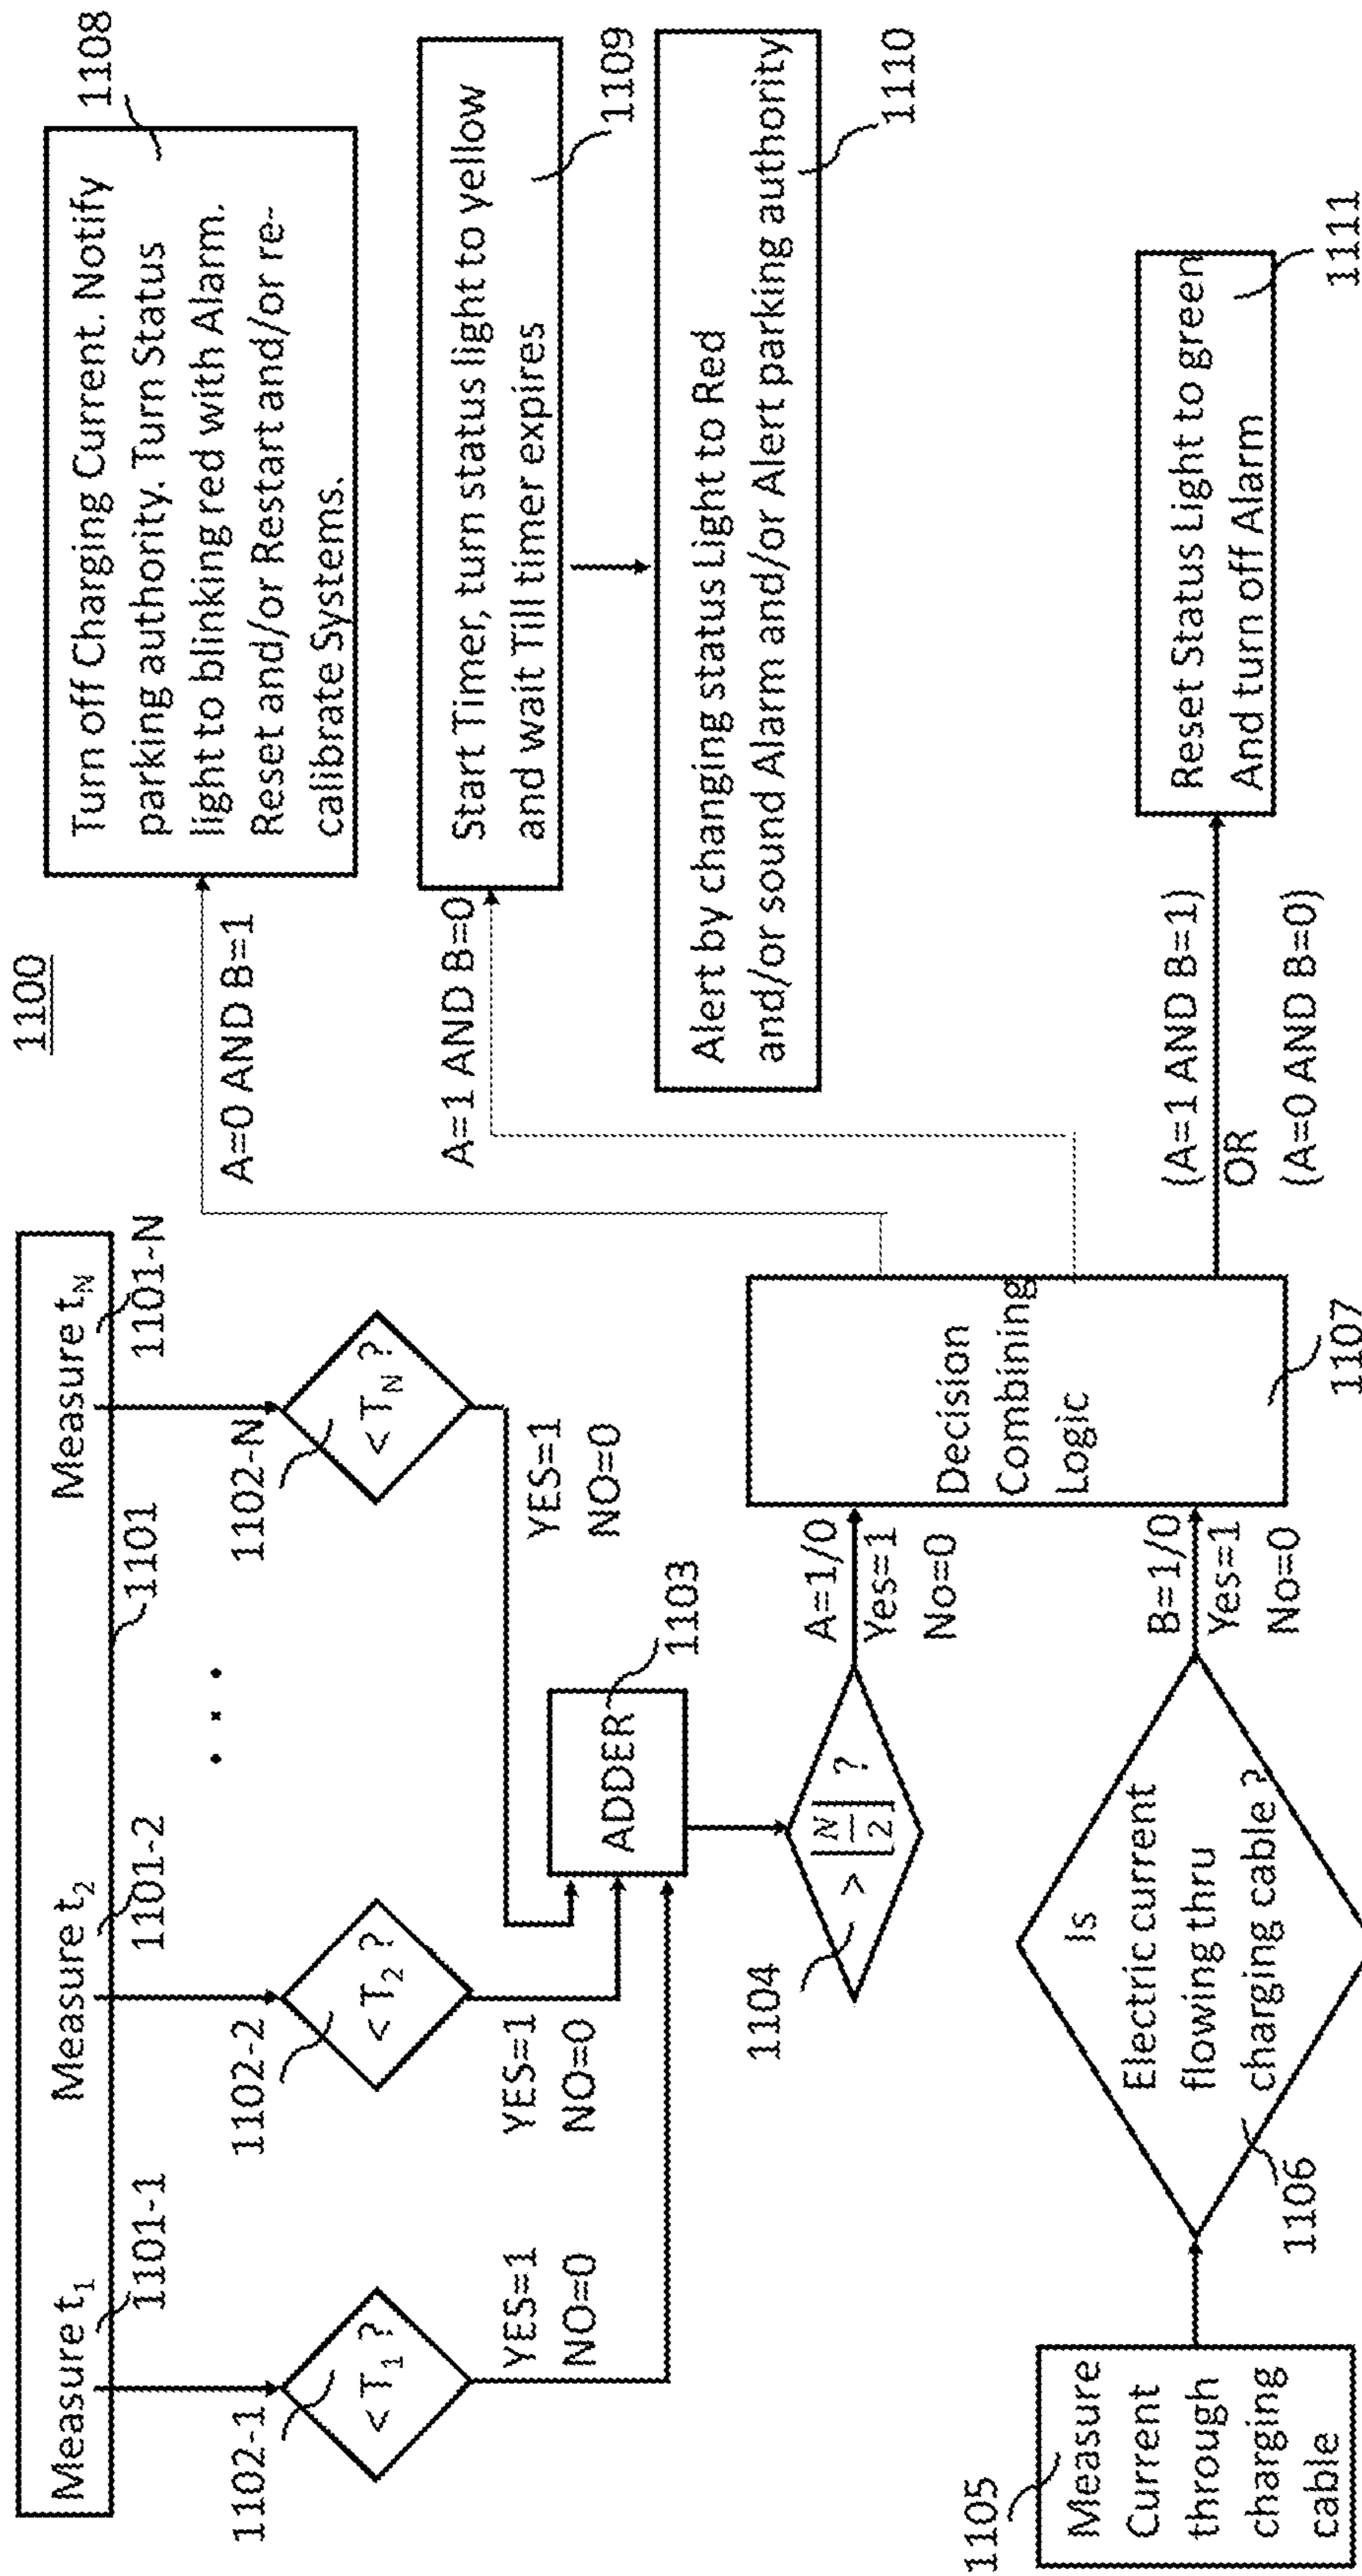 1100
Measure t1
Measure t2
Measure tN
1101-1
1101-2
1101
1101-N
1102-1
1102-2
1102-N
< T1 ?
< T2 ?
< TN ?
YES=1
NO=0
YES=1
NO=0
YES=1
NO=0
ADDER
1103
1104
> N/2 ?
A=1/0
Yes=1
No=0
1105
Measure
Current
through
charging
cable
Is
Electric current
flowing thru
charging cable ?
1106
B=1/0
Yes=1
No=0
Decision
Combining
Logic
1107
A=0 AND B=1
Turn off Charging Current. Notify
parking authority. Turn Status
light to blinking red with Alarm.
Reset and/or Restart and/or re-
calibrate Systems.
1108
A=1 AND B=0
Start Timer, turn status light to yellow
and wait Till timer expires
1109
Alert by changing status Light to Red
and/or sound Alarm and/or Alert parking authority
1110
(A=1 AND B=1)
OR
(A=0 AND B=0)
Reset Status Light to green
And turn off Alarm
1111